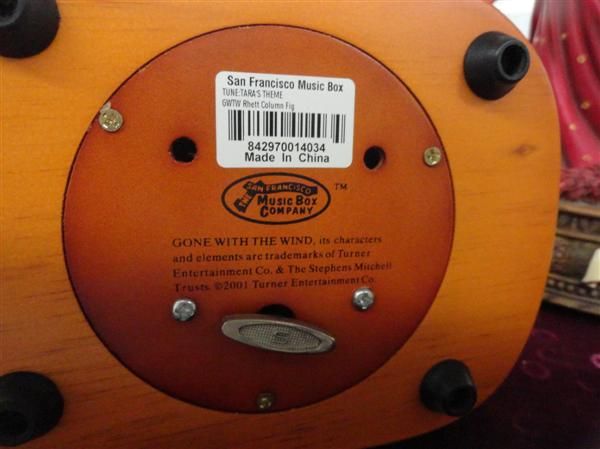 San Francisco Music Box
TUNE:TARA'S THEME
GWTW Rhett Column Fig
842970014034
Made In China
THE SAN FRANCISCO
MUSIC BOX
COMPANY
TM
GONE WITH THE WIND, its characters
and elements are trademarks of Turner
Entertainment Co. & The Stephens Mitchell
Trusts. ©2001 Turner Entertainment Co.